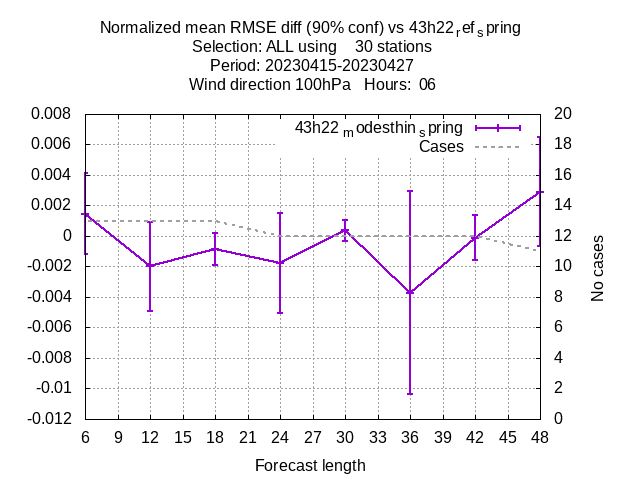 Normalized mean RMSE diff (90% conf) vs 43h22refspring
Selection: ALL using 30 stations
Period: 20230415-20230427
Wind direction 100hPa Hours: 06
43h22modesthinspring
Cases
0.008
0.006
0.004
0.002
0
-0.002
-0.004
-0.006
-0.008
-0.01
-0.012
20
18
16
14
12
10
8
6
4
2
0
No cases
6 9 12 15 18 21 24 27 30 33 36 39 42 45 48
Forecast length